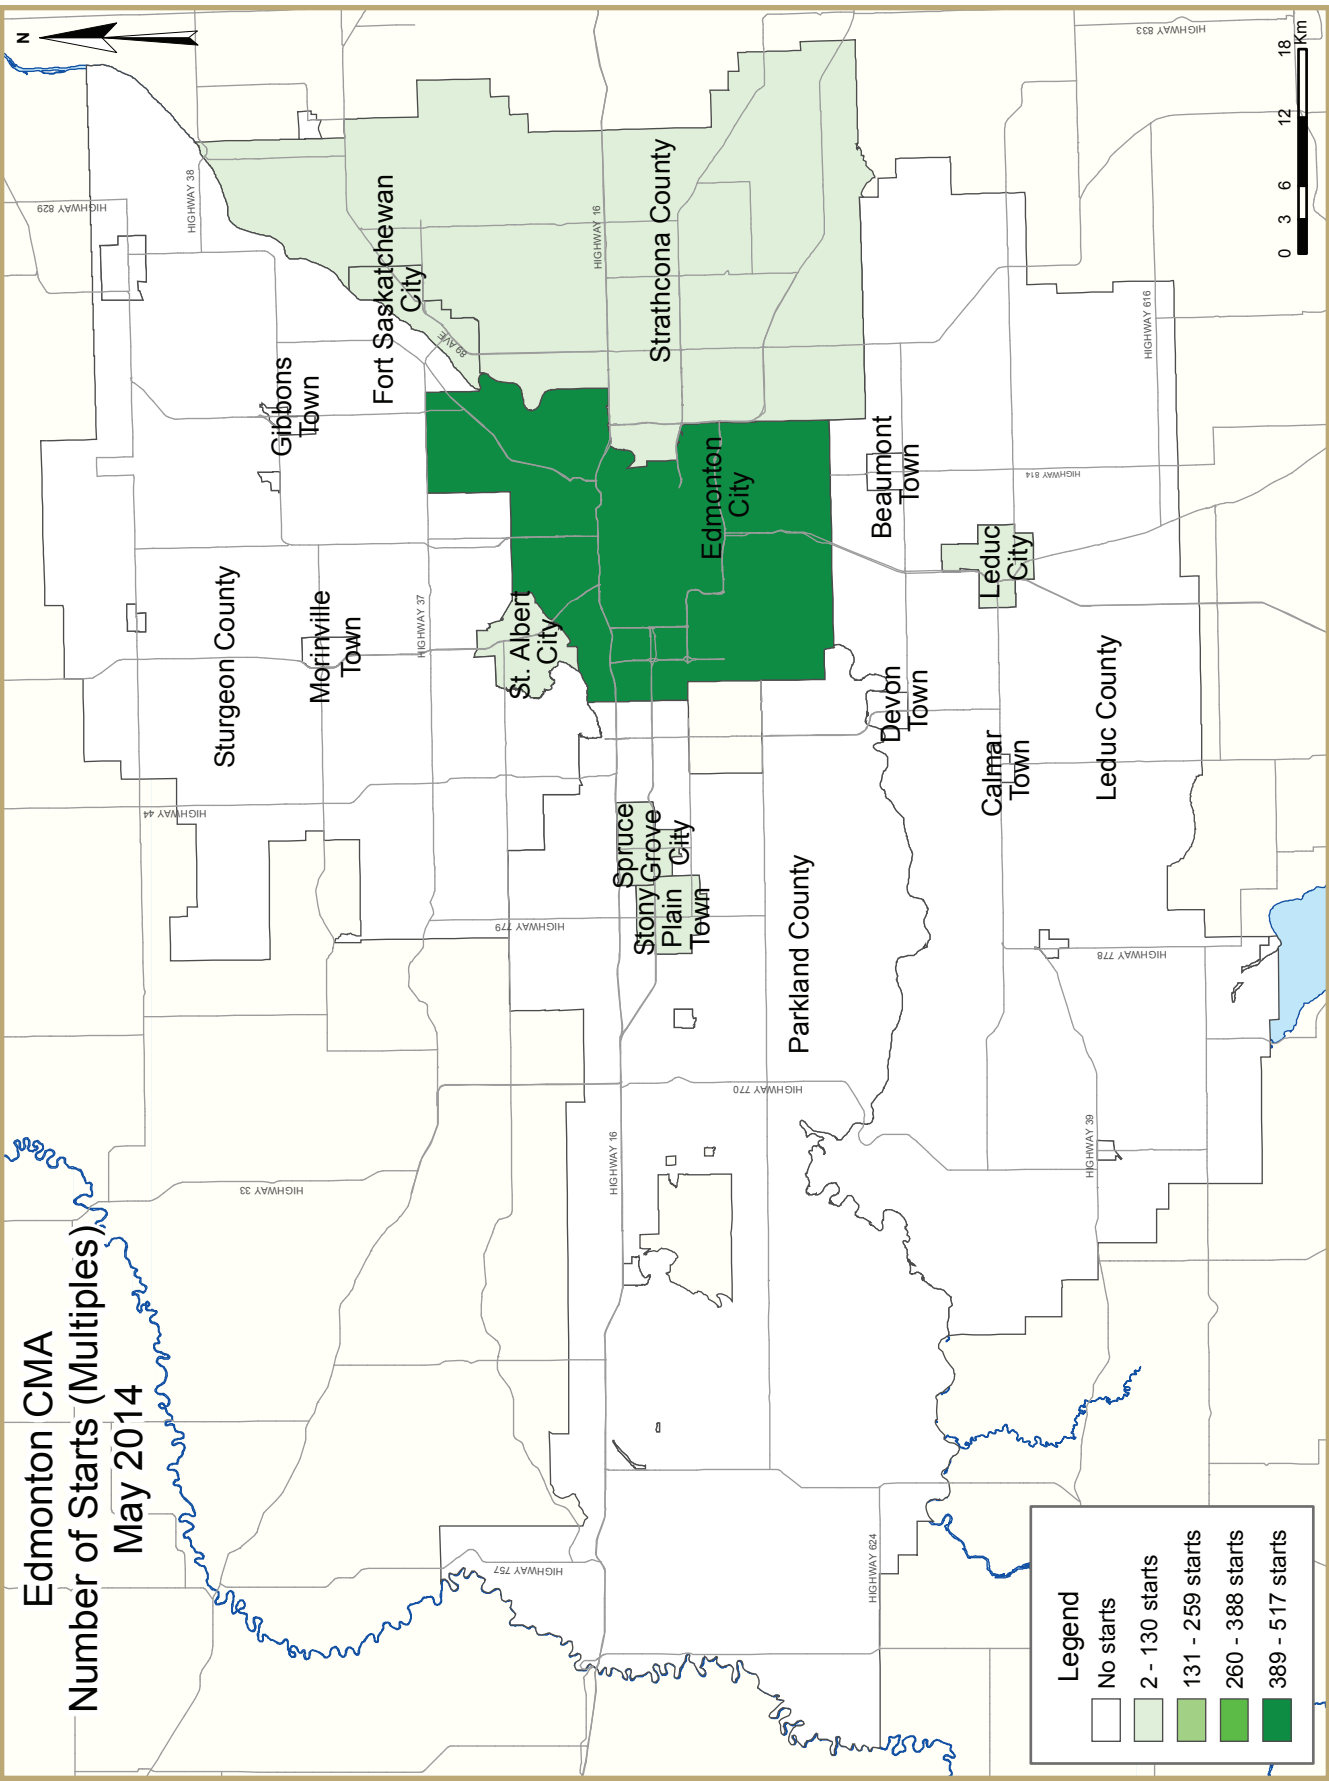 Edmonton CMA
Number of Starts (Multiples)
May 2014
N
HIGHWAY 829
HIGHWAY 38
HIGHWAY 833
HIGHWAY 16
HIGHWAY 44
HIGHWAY 37
HIGHWAY 779
HIGHWAY 33
HIGHWAY 770
HIGHWAY 16
HIGHWAY 757
HIGHWAY 624
HIGHWAY 39
HIGHWAY 778
HIGHWAY 814
HIGHWAY 616
89 AVE
Sturgeon County
Morinville
Town
Gibbons
Town
Fort Saskatchewan
City
Strathcona County
St. Albert
City
Edmonton
City
Spruce
Grove
City
Stony
Plain
Town
Parkland County
Devon
Town
Beaumont
Town
Leduc
City
Calmar
Town
Leduc County
Legend
No starts
2 - 130 starts
131 - 259 starts
260 - 388 starts
389 - 517 starts
0 3 6 12 18
Km